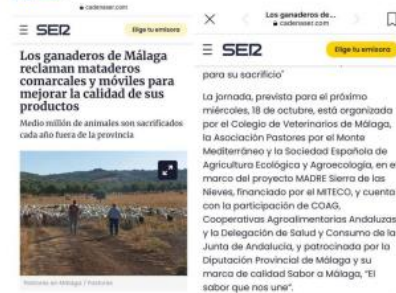 cadenaser.com
SER
Elige tu emisora
Los ganaderos de Málaga
reclaman mataderos
comarcales y móviles para
mejorar la calidad de sus
productos
Medio millón de animales son sacrificados
cada año fuera de la provincia
Pastores en Málaga / Pastores
Los ganaderos de...
cadenaser.com
SER
Elige tu emisora
para su sacrificio"
La jornada, prevista para el próximo
miércoles, 18 de octubre, está organizada
por el Colegio de Veterinarios de Málaga,
la Asociación Pastores por el Monte
Mediterráneo y la Sociedad Española de
Agricultura Ecológica y Agroecología, en el
marco del proyecto MADRE Sierra de las
Nieves, financiado por el MITECO, y cuenta
con la participación de COAG,
Cooperativas Agroalimentarias Andaluzas
y la Delegación de Salud y Consumo de la
Junta de Andalucía, y patrocinada por la
Diputación Provincial de Málaga y su
marca de calidad Sabor a Málaga, "El
sabor que nos une".